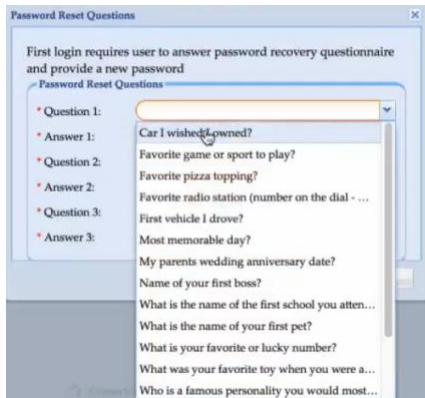 Password Reset Questions
First login requires user to answer password recovery questionnaire
and provide a new password
Password Reset Questions
* Question 1:
* Answer 1:
* Question 2:
* Answer 2:
* Question 3:
* Answer 3:
Car I wished I owned?
Favorite game or sport to play?
Favorite pizza topping?
Favorite radio station (number on the dial - ...
First vehicle I drove?
Most memorable day?
My parents wedding anniversary date?
Name of your first boss?
What is the name of the first school you atten...
What is the name of your first pet?
What is your favorite or lucky number?
What was your favorite toy when you were a...
Who is a famous personality you would most...